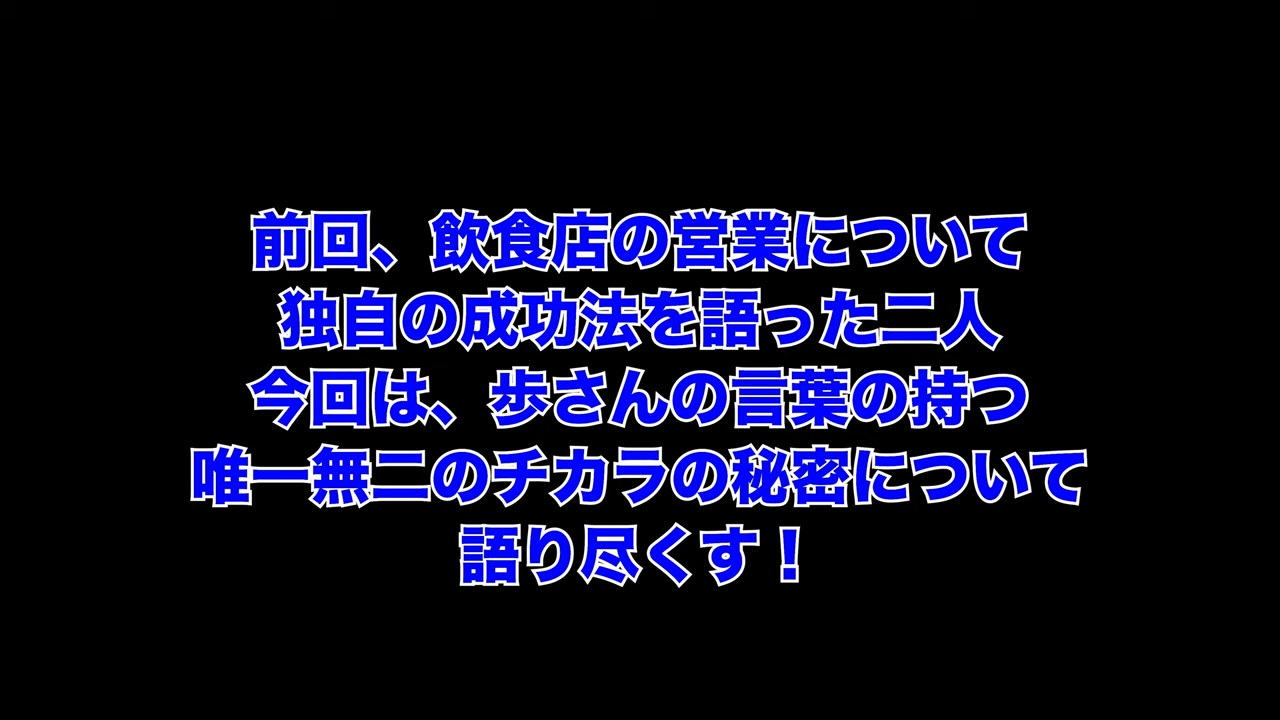 前回、飲食店の営業について
独自の成功法を語った二人
今回は、歩さんの言葉の持つ
唯一無二のチカラの秘密について
語り尽くす！